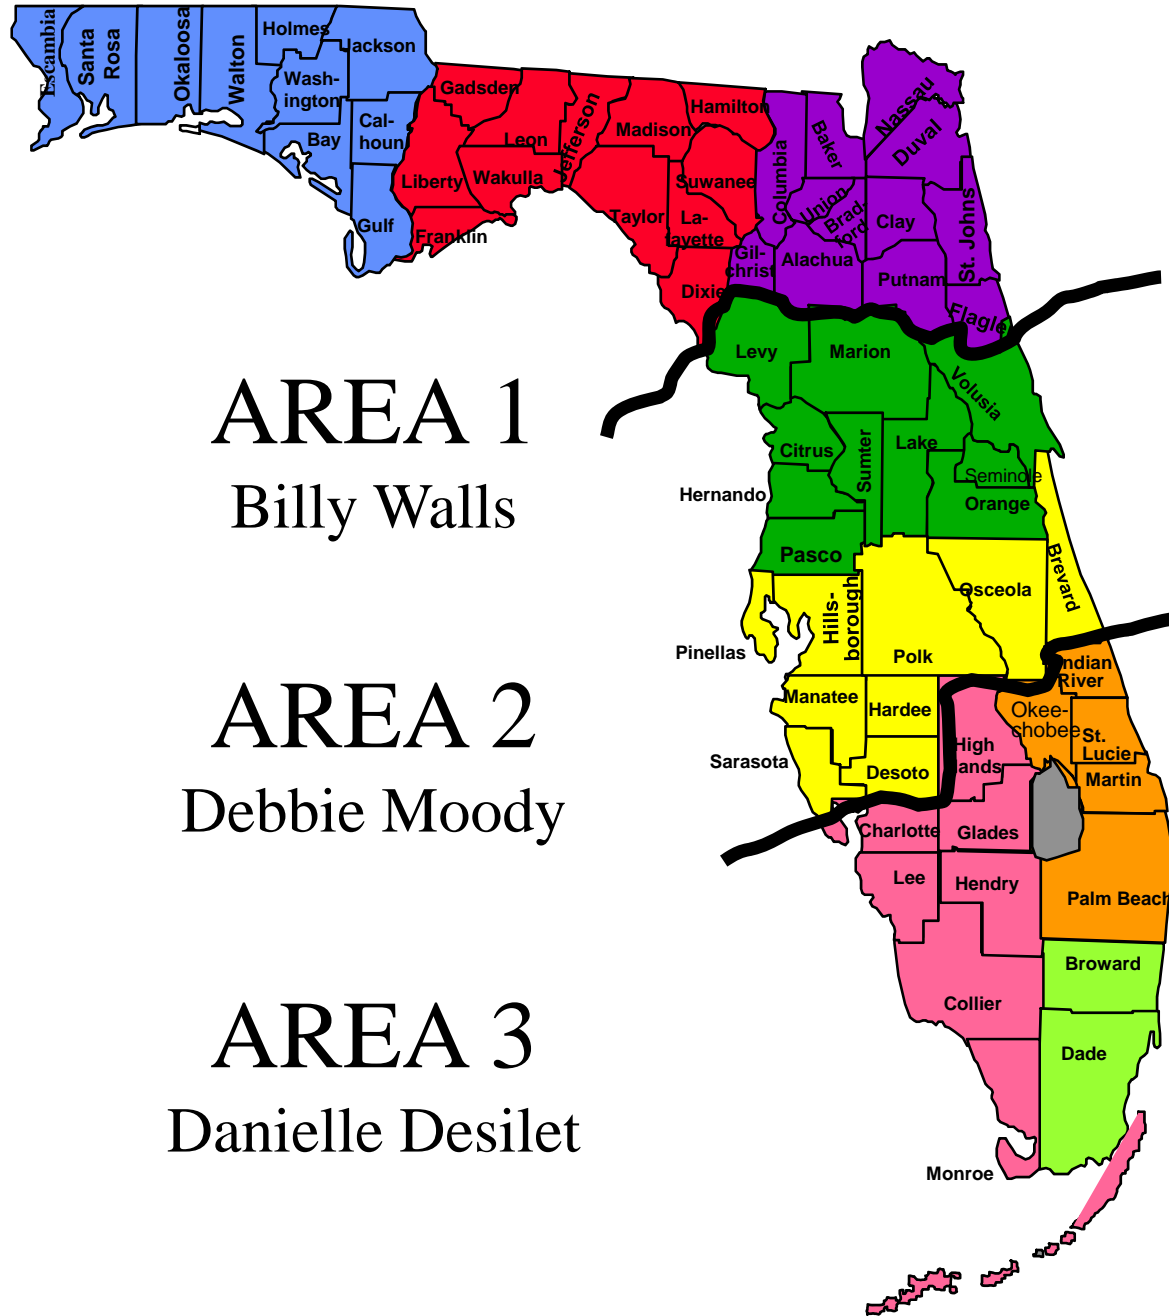 Escambia
Santa
Rosa
Okaloosa
Walton
Holmes
Jackson
Wash-
ington
Bay
Cal-
houn
Gulf
Gadsden
Liberty
Franklin
Leon
Wakulla
Jefferson
Madison
Taylor
Hamilton
Suwanee
La-
fayette
Dixie
Columbia
Baker
Nassau
Duval
Union
Brad-
ford
Clay
St. Johns
Gil-
christ
Alachua
Putnam
Flagle
Levy
Marion
Volusia
Citrus
Sumter
Lake
Seminole
Orange
Hernando
Pasco
AREA 1
Billy Walls
Pinellas
Hills-
borough
Polk
Osceola
Brevard
Manatee
Hardee
Sarasota
Desoto
AREA 2
Debbie Moody
Indian
River
Okee-
chobee
St.
Lucie
Martin
High
lands
Charlotte
Glades
Lee
Hendry
Palm Beach
Broward
Collier
Dade
Monroe
AREA 3
Danielle Desilet